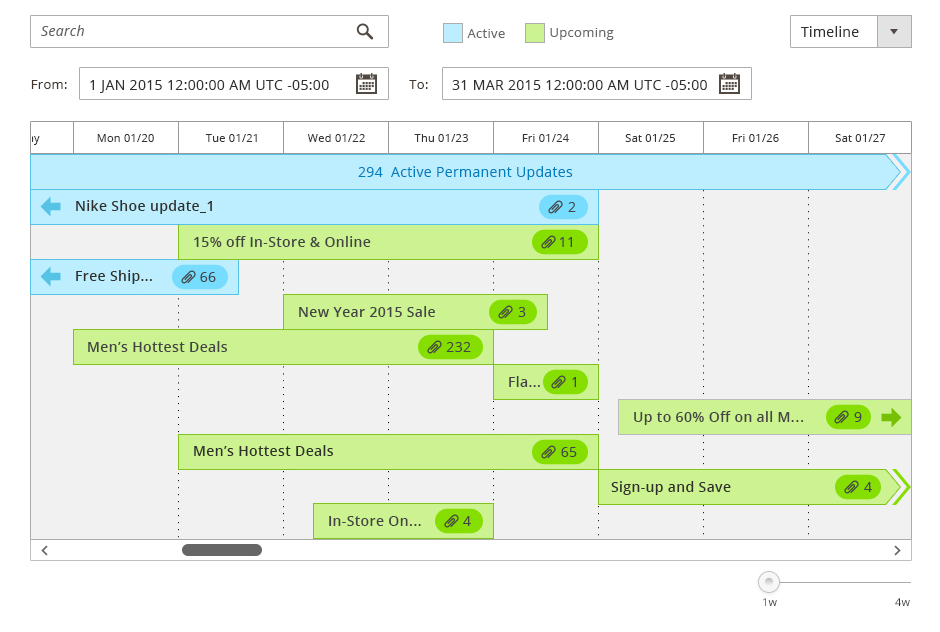 Search
Active
Upcoming
Timeline
From: 1 JAN 2015 12:00:00 AM UTC -05:00 To: 31 MAR 2015 12:00:00 AM UTC -05:00
ay Mon 01/20 Tue 01/21 Wed 01/22 Thu 01/23 Fri 01/24 Sat 01/25 Fri 01/26 Sat 01/27
294 Active Permanent Updates
Nike Shoe update_1 2
15% off In-Store & Online 11
Free Ship... 66
New Year 2015 Sale 3
Men’s Hottest Deals 232
Fla... 1
Up to 60% Off on all M... 9
Men’s Hottest Deals 65
Sign-up and Save 4
In-Store On... 4
1w 4w